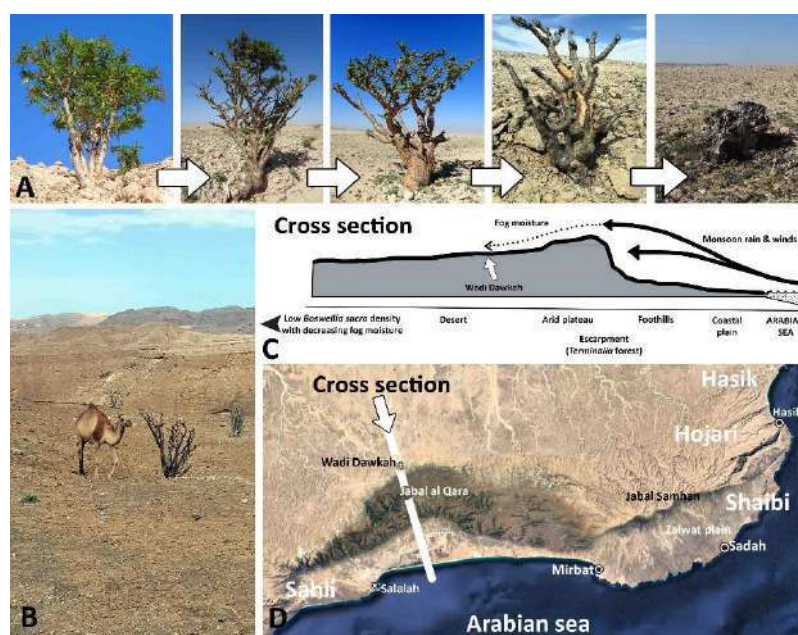 A
B
Cross section
Fog moisture
Monsoon rain & winds
Wadi Dawkah
Low Boswellia sacra density
with decreasing fog moisture
Desert
Arid plateau
Foothills
Coastal
plain
ARABIAN
SEA
Escarpment
(Terminalia forest)
C
Cross section
Hasik
Hasik
Hojari
Wadi Dawkah
Jabal al Qara
Jabal Samhan
Shaibi
Zalwat plain
Sadah
Mirbat
Sahli
Salalah
D
Arabian sea